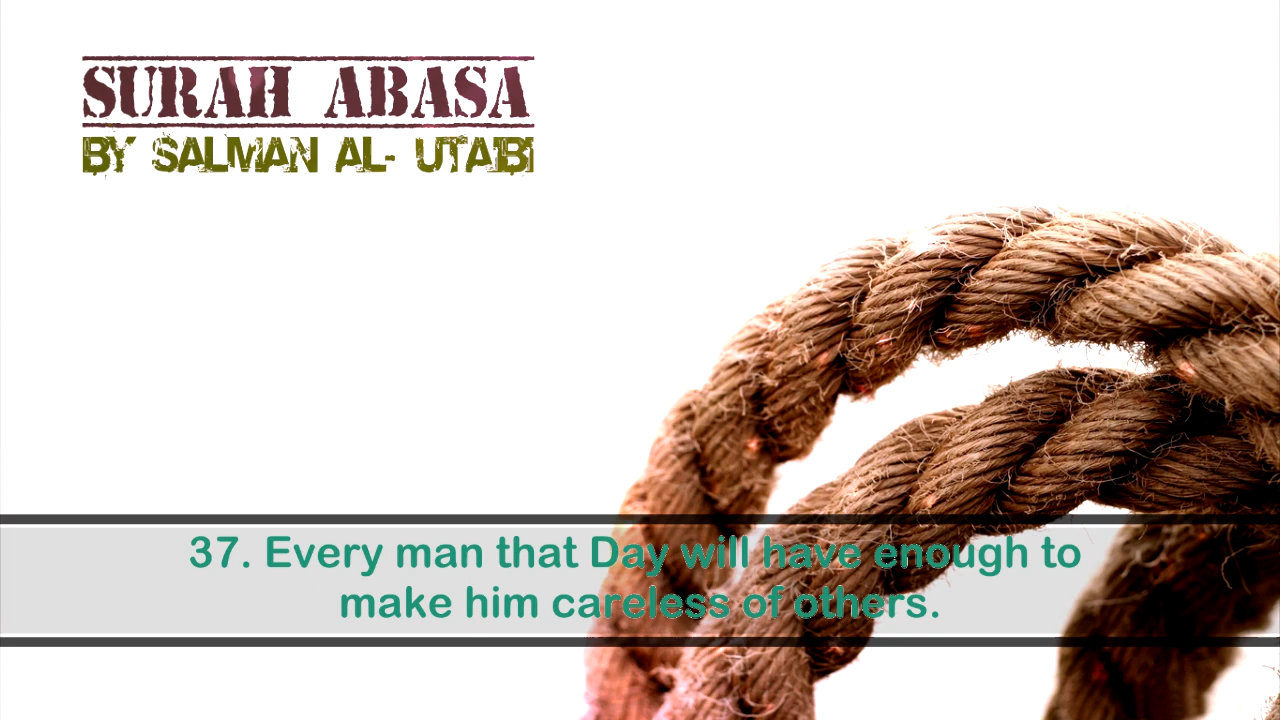 SURAH ABASA
BY SALMAN AL- UTAIBI
37. Every man that Day will have enough to
make him careless of others.